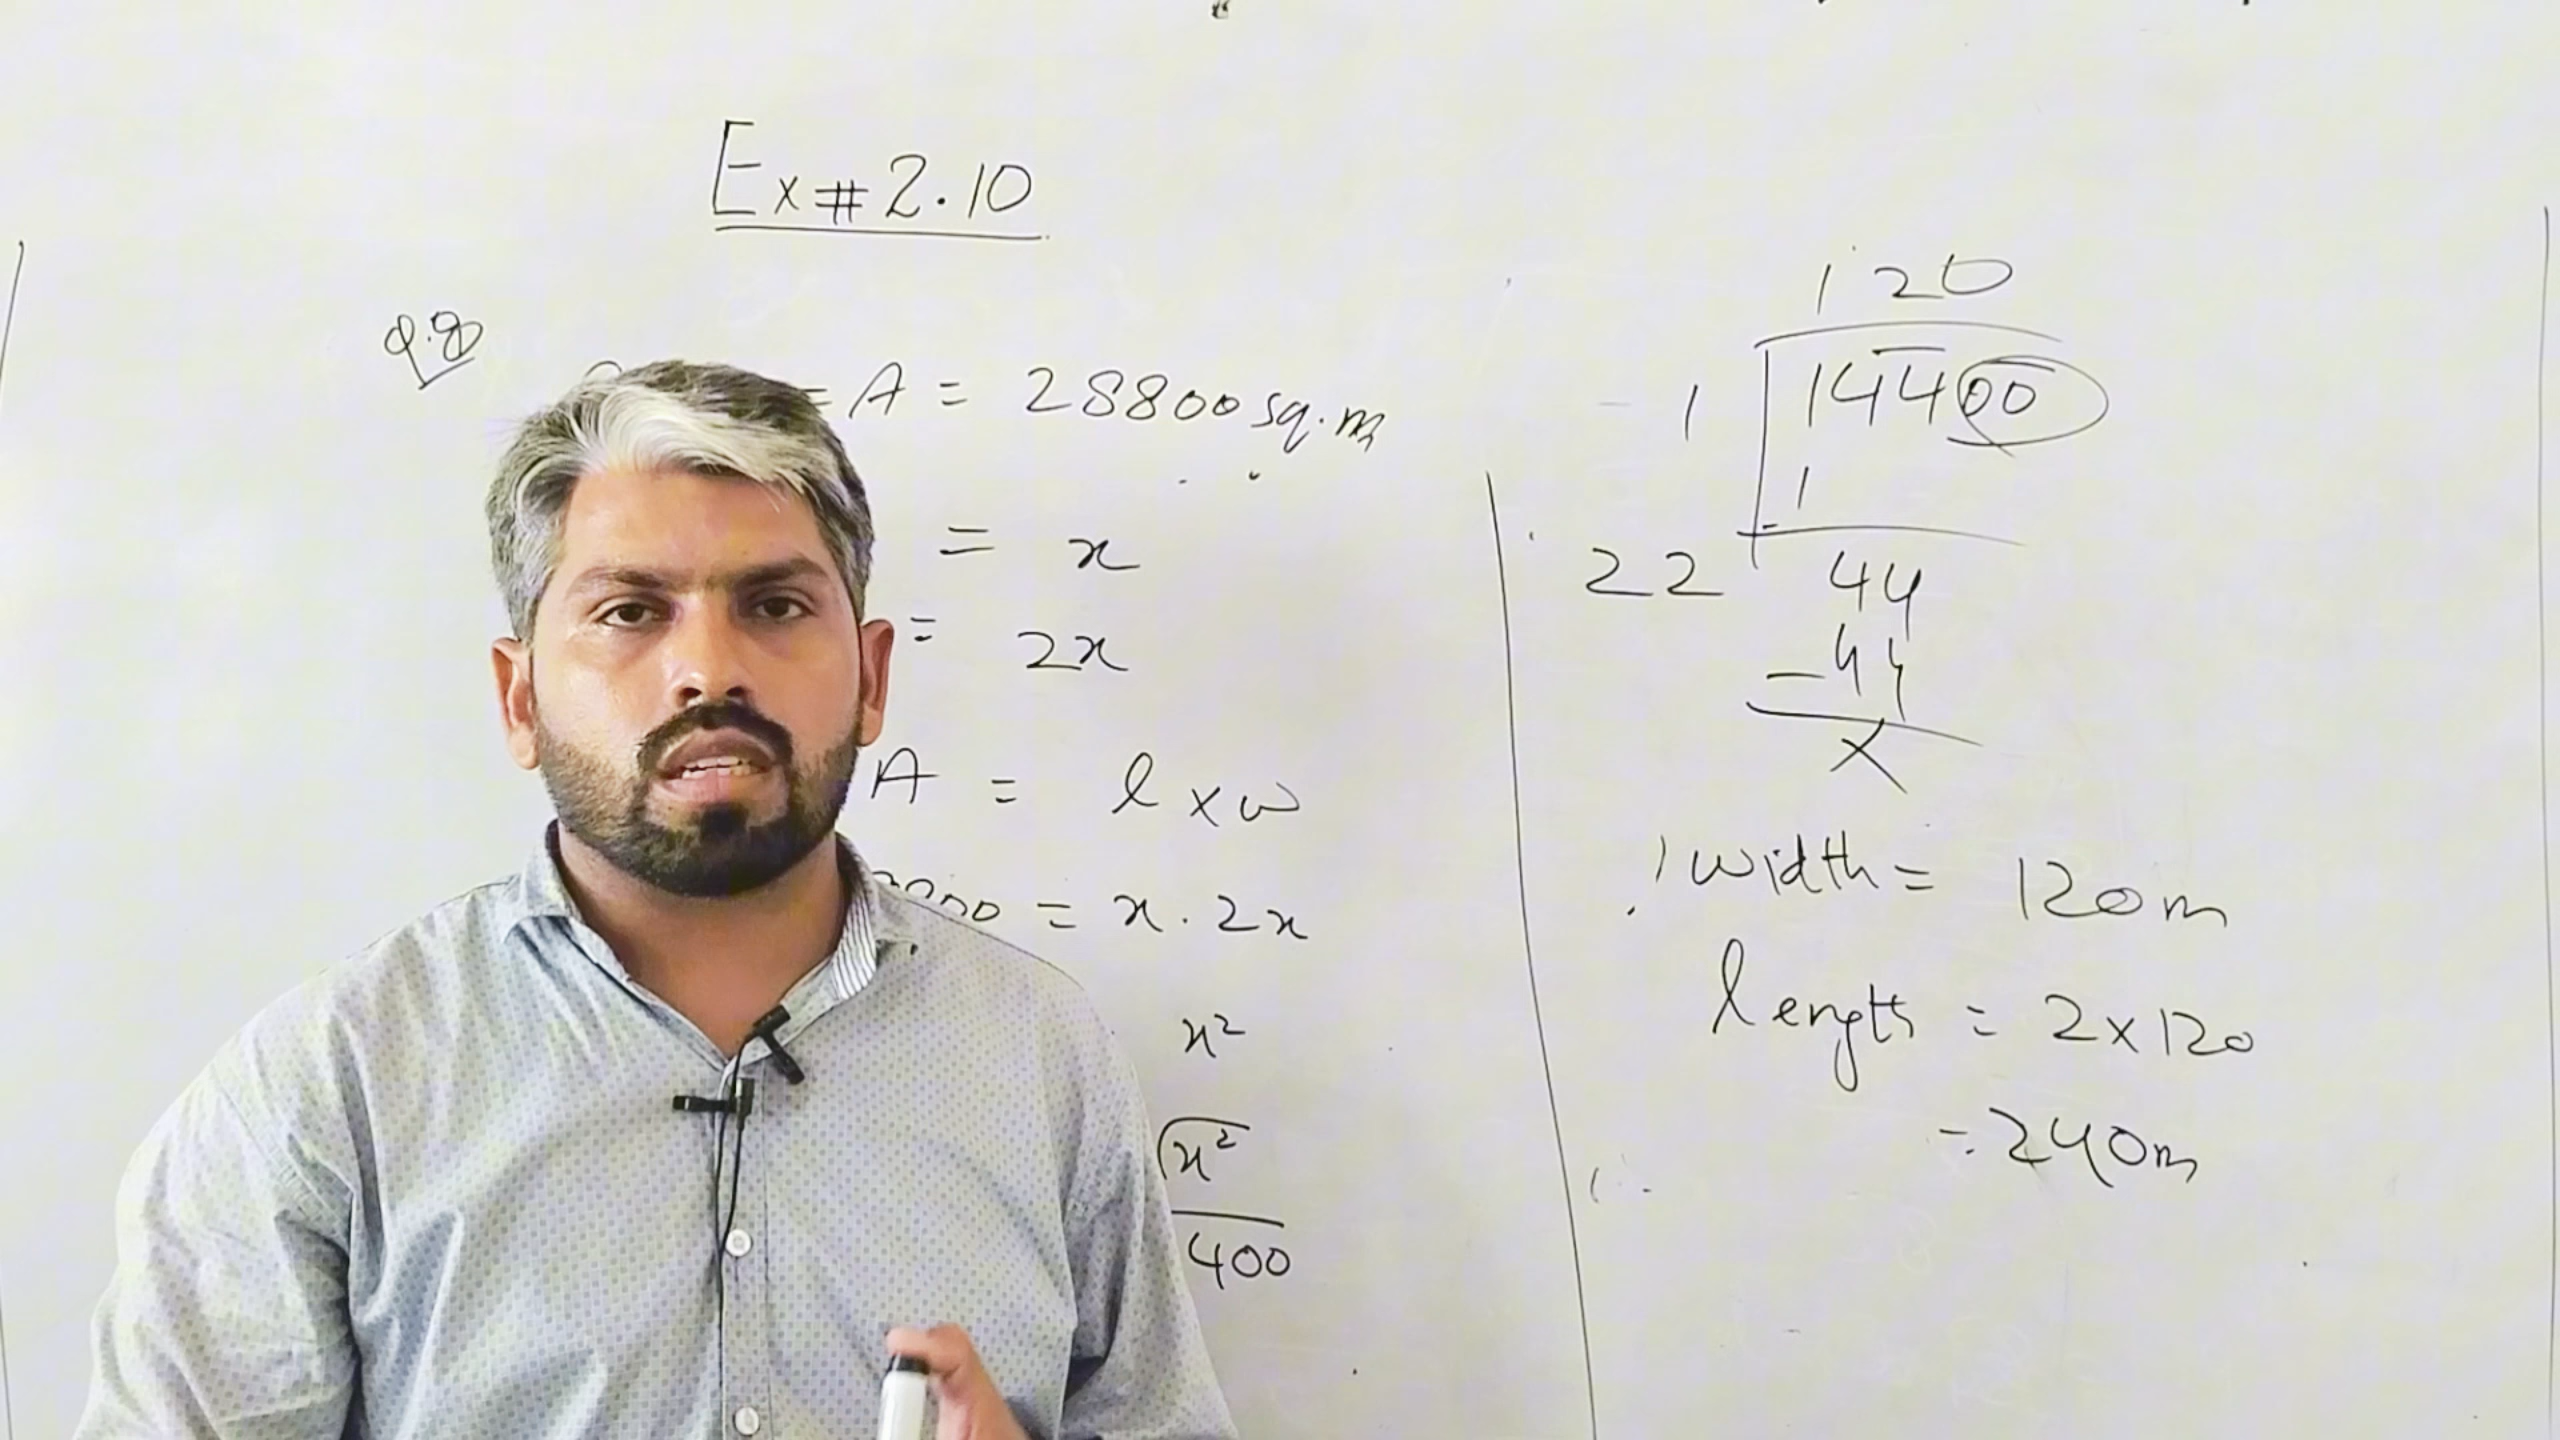 Ex # 2.10
Q.8
= A = 28800 sq.m
= x
= 2x
A = l x w
800 = x . 2x
x²
√x²
400
120
1 14400
1
22 44
-44
x
width = 120m
length = 2x120
= 240m